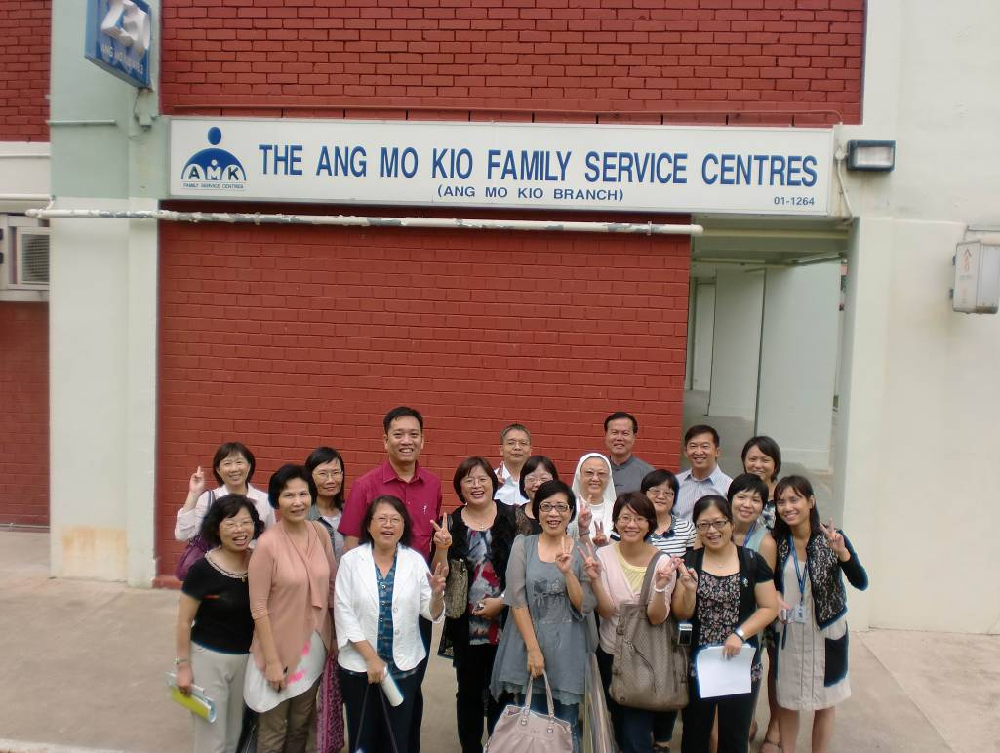 AMK
FAMILY SERVICE CENTRES
THE ANG MO KIO FAMILY SERVICE CENTRES
(ANG MO KIO BRANCH)
01-1264